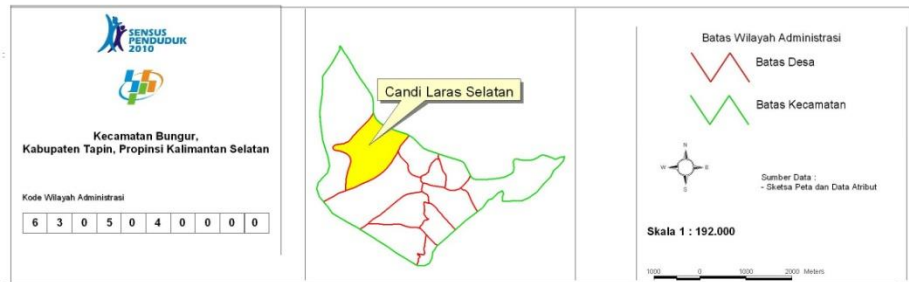 SENSUS
PENDUDUK
2010
Kecamatan Bungur,
Kabupaten Tapin, Propinsi Kalimantan Selatan
Kode Wilayah Administrasi
6 3 0 5 0 4 0 0 0 0
Candi Laras Selatan
Batas Wilayah Administrasi
Batas Desa
Batas Kecamatan
N
W E
S
Sumber Data :
- Sketsa Peta dan Data Atribut
Skala 1 : 192.000
1000 0 1000 2000 Meters